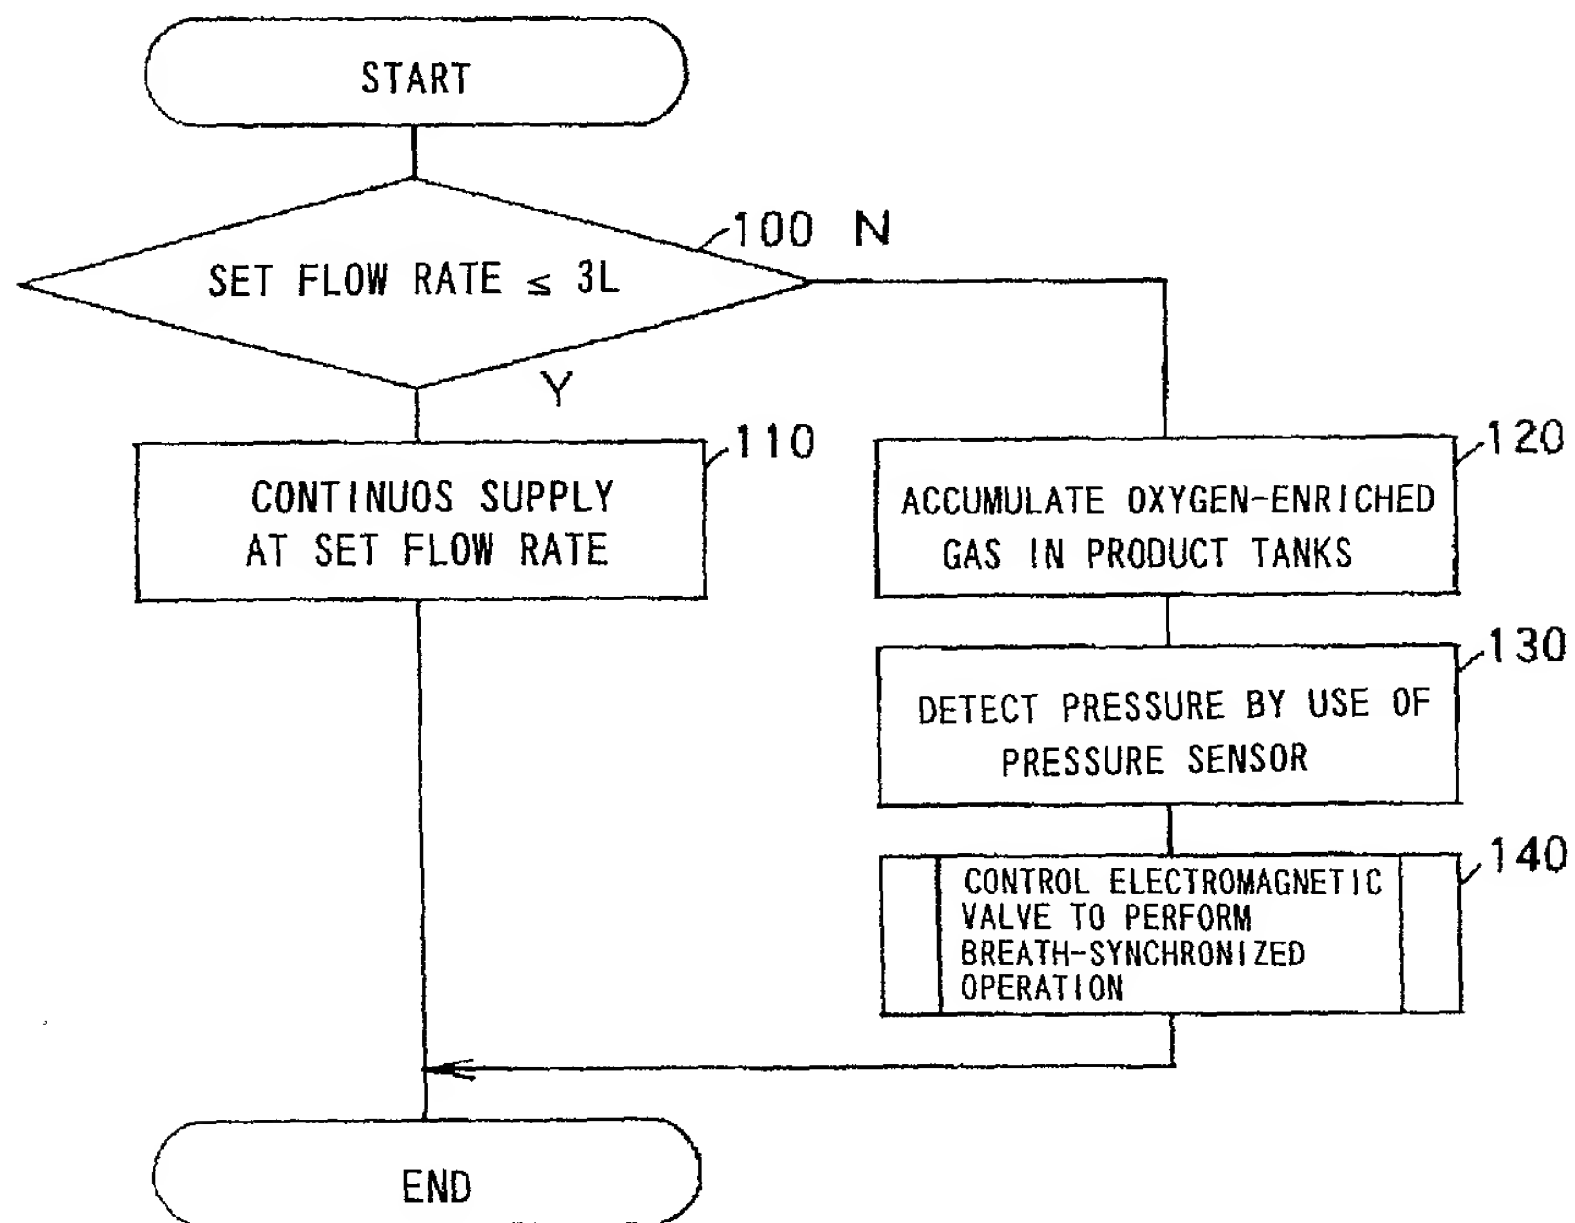 START
100 N
SET FLOW RATE ≤ 3L
Y
110
CONTINUOS SUPPLY
AT SET FLOW RATE
120
ACCUMULATE OXYGEN-ENRICHED
GAS IN PRODUCT TANKS
130
DETECT PRESSURE BY USE OF
PRESSURE SENSOR
140
CONTROL ELECTROMAGNETIC
VALVE TO PERFORM
BREATH-SYNCHRONIZED
OPERATION
END